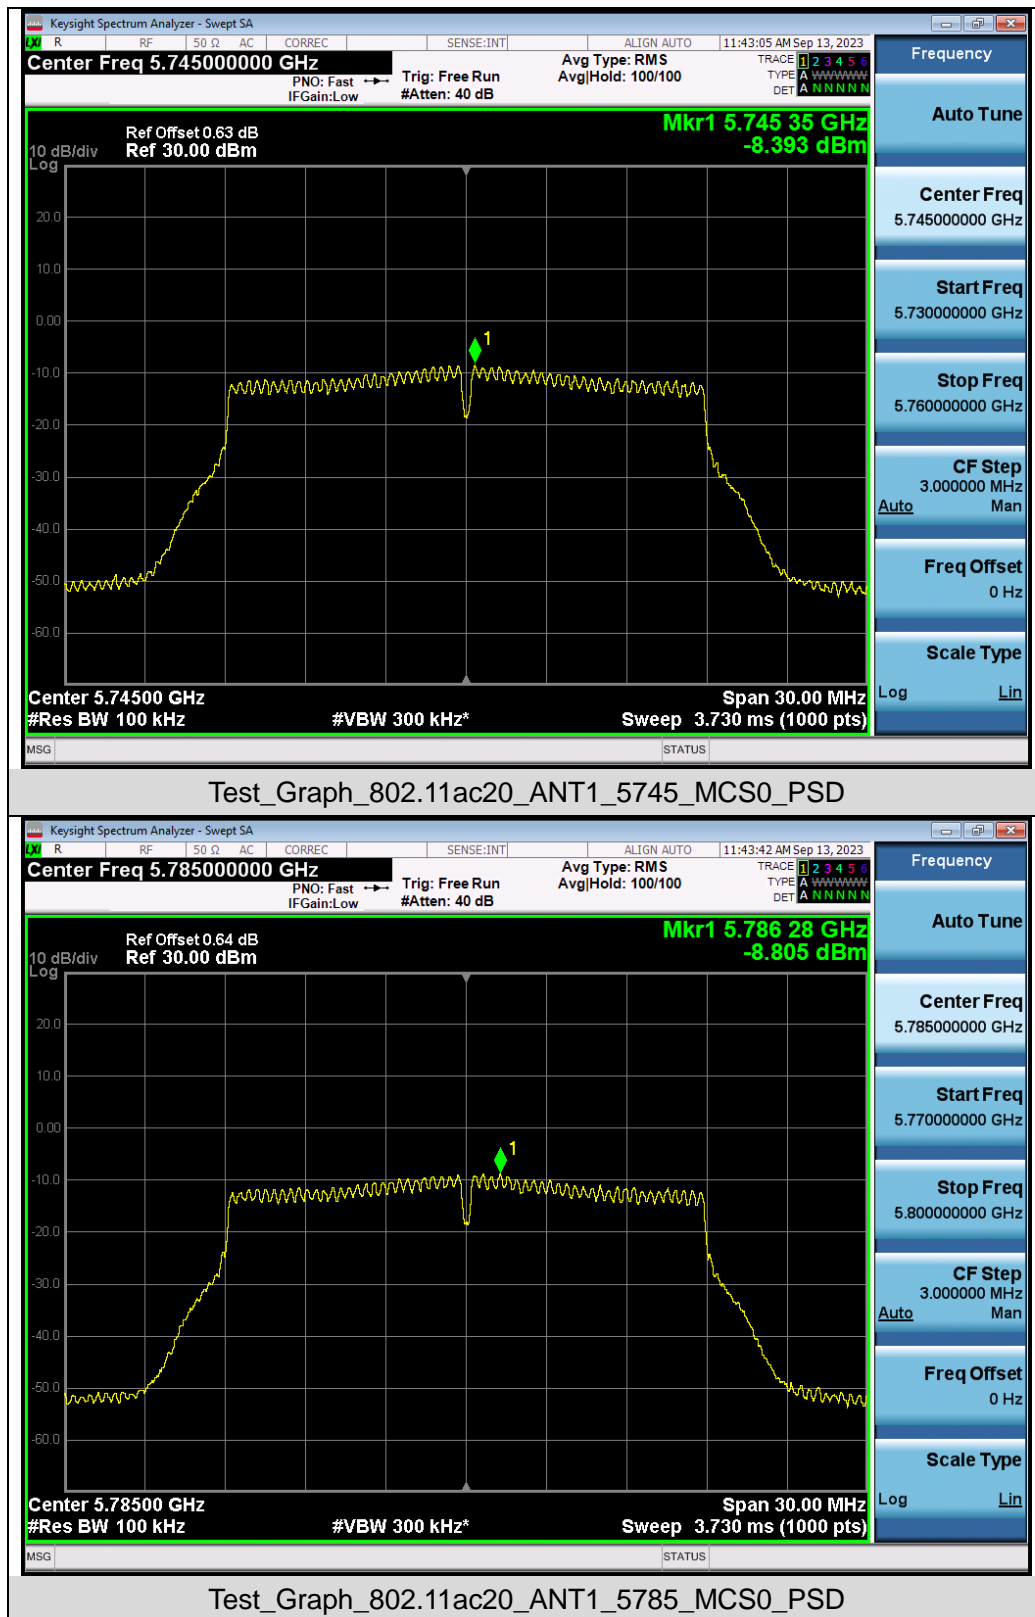 Keysight Spectrum Analyzer - Swept SA
LXI R RF 50 Ω AC CORREC SENSE:INT ALIGN AUTO 11:43:05 AM Sep 13, 2023
Center Freq 5.745000000 GHz
PNO: Fast
IFGain:Low
Trig: Free Run
#Atten: 40 dB
Avg Type: RMS
Avg|Hold: 100/100
TRACE 1 2 3 4 5 6
TYPE A WWWWW
DET A N N N N N
Ref Offset 0.63 dB
Ref 30.00 dBm
10 dB/div
Log
Mkr1 5.745 35 GHz
-8.393 dBm
20.0
10.0
0.00
-10.0
-20.0
-30.0
-40.0
-50.0
-60.0
1
Center 5.74500 GHz
#Res BW 100 kHz
#VBW 300 kHz*
Span 30.00 MHz
Sweep 3.730 ms (1000 pts)
MSG
STATUS
Frequency
Auto Tune
Center Freq
5.745000000 GHz
Start Freq
5.730000000 GHz
Stop Freq
5.760000000 GHz
CF Step
3.000000 MHz
Auto Man
Freq Offset
0 Hz
Scale Type
Log Lin
Test_Graph_802.11ac20_ANT1_5745_MCS0_PSD
Keysight Spectrum Analyzer - Swept SA
LXI R RF 50 Ω AC CORREC SENSE:INT ALIGN AUTO 11:43:42 AM Sep 13, 2023
Center Freq 5.785000000 GHz
PNO: Fast
IFGain:Low
Trig: Free Run
#Atten: 40 dB
Avg Type: RMS
Avg|Hold: 100/100
TRACE 1 2 3 4 5 6
TYPE A WWWWW
DET A N N N N N
Ref Offset 0.64 dB
Ref 30.00 dBm
10 dB/div
Log
Mkr1 5.786 28 GHz
-8.805 dBm
20.0
10.0
0.00
-10.0
-20.0
-30.0
-40.0
-50.0
-60.0
1
Center 5.78500 GHz
#Res BW 100 kHz
#VBW 300 kHz*
Span 30.00 MHz
Sweep 3.730 ms (1000 pts)
MSG
STATUS
Frequency
Auto Tune
Center Freq
5.785000000 GHz
Start Freq
5.770000000 GHz
Stop Freq
5.800000000 GHz
CF Step
3.000000 MHz
Auto Man
Freq Offset
0 Hz
Scale Type
Log Lin
Test_Graph_802.11ac20_ANT1_5785_MCS0_PSD